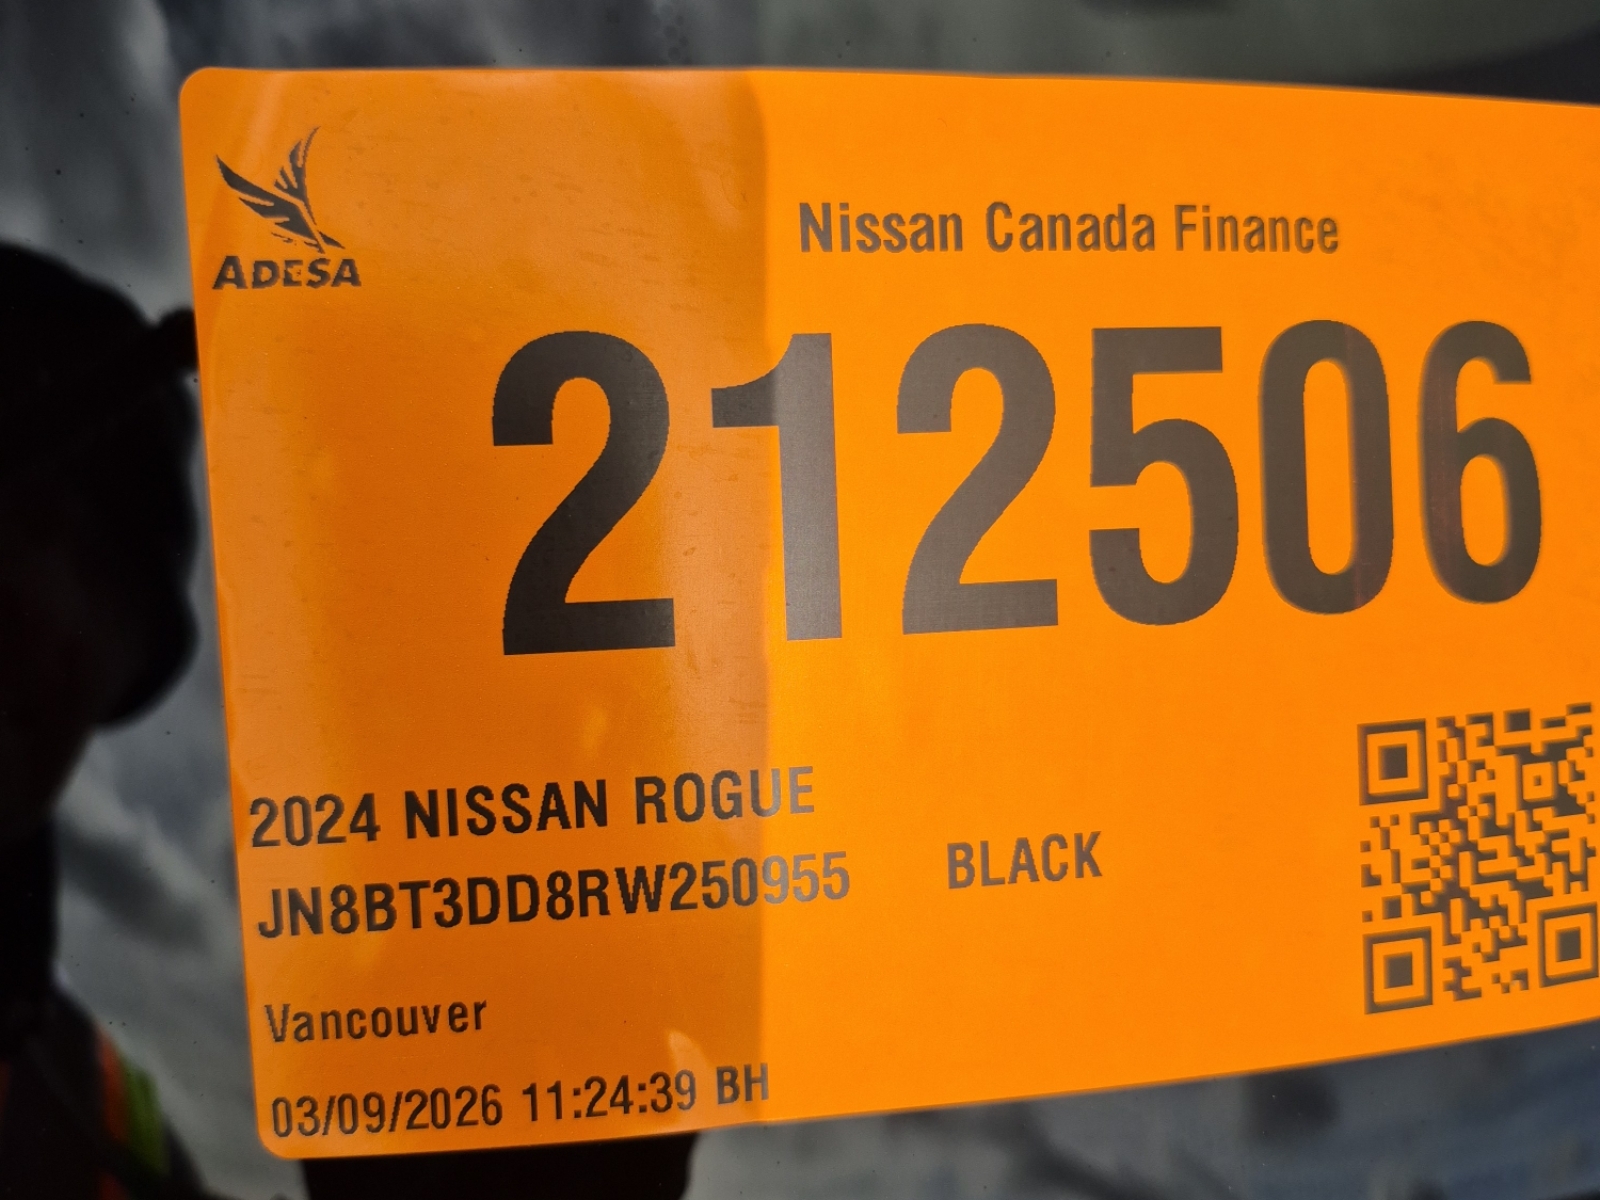 ADESA
Nissan Canada Finance
212506
2024 NISSAN ROGUE
JN8BT3DD8RW250955 BLACK
Vancouver
03/09/2026 11:24:39 BH